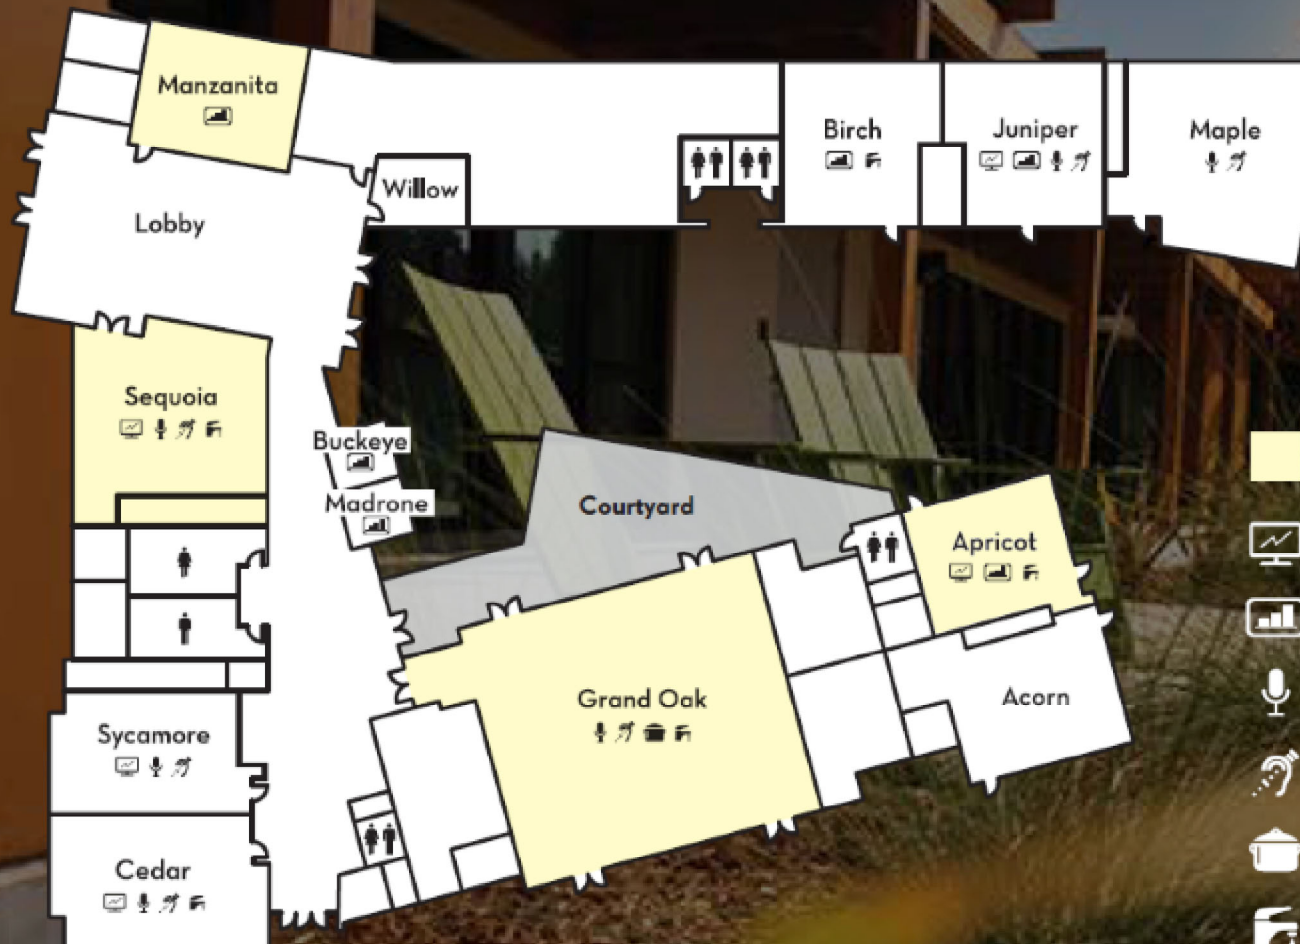 Manzanita
Birch
Juniper
Maple
Willow
Lobby
Sequoia
Buckeye
Madrone
Courtyard
Apricot
Grand Oak
Acorn
Sycamore
Cedar